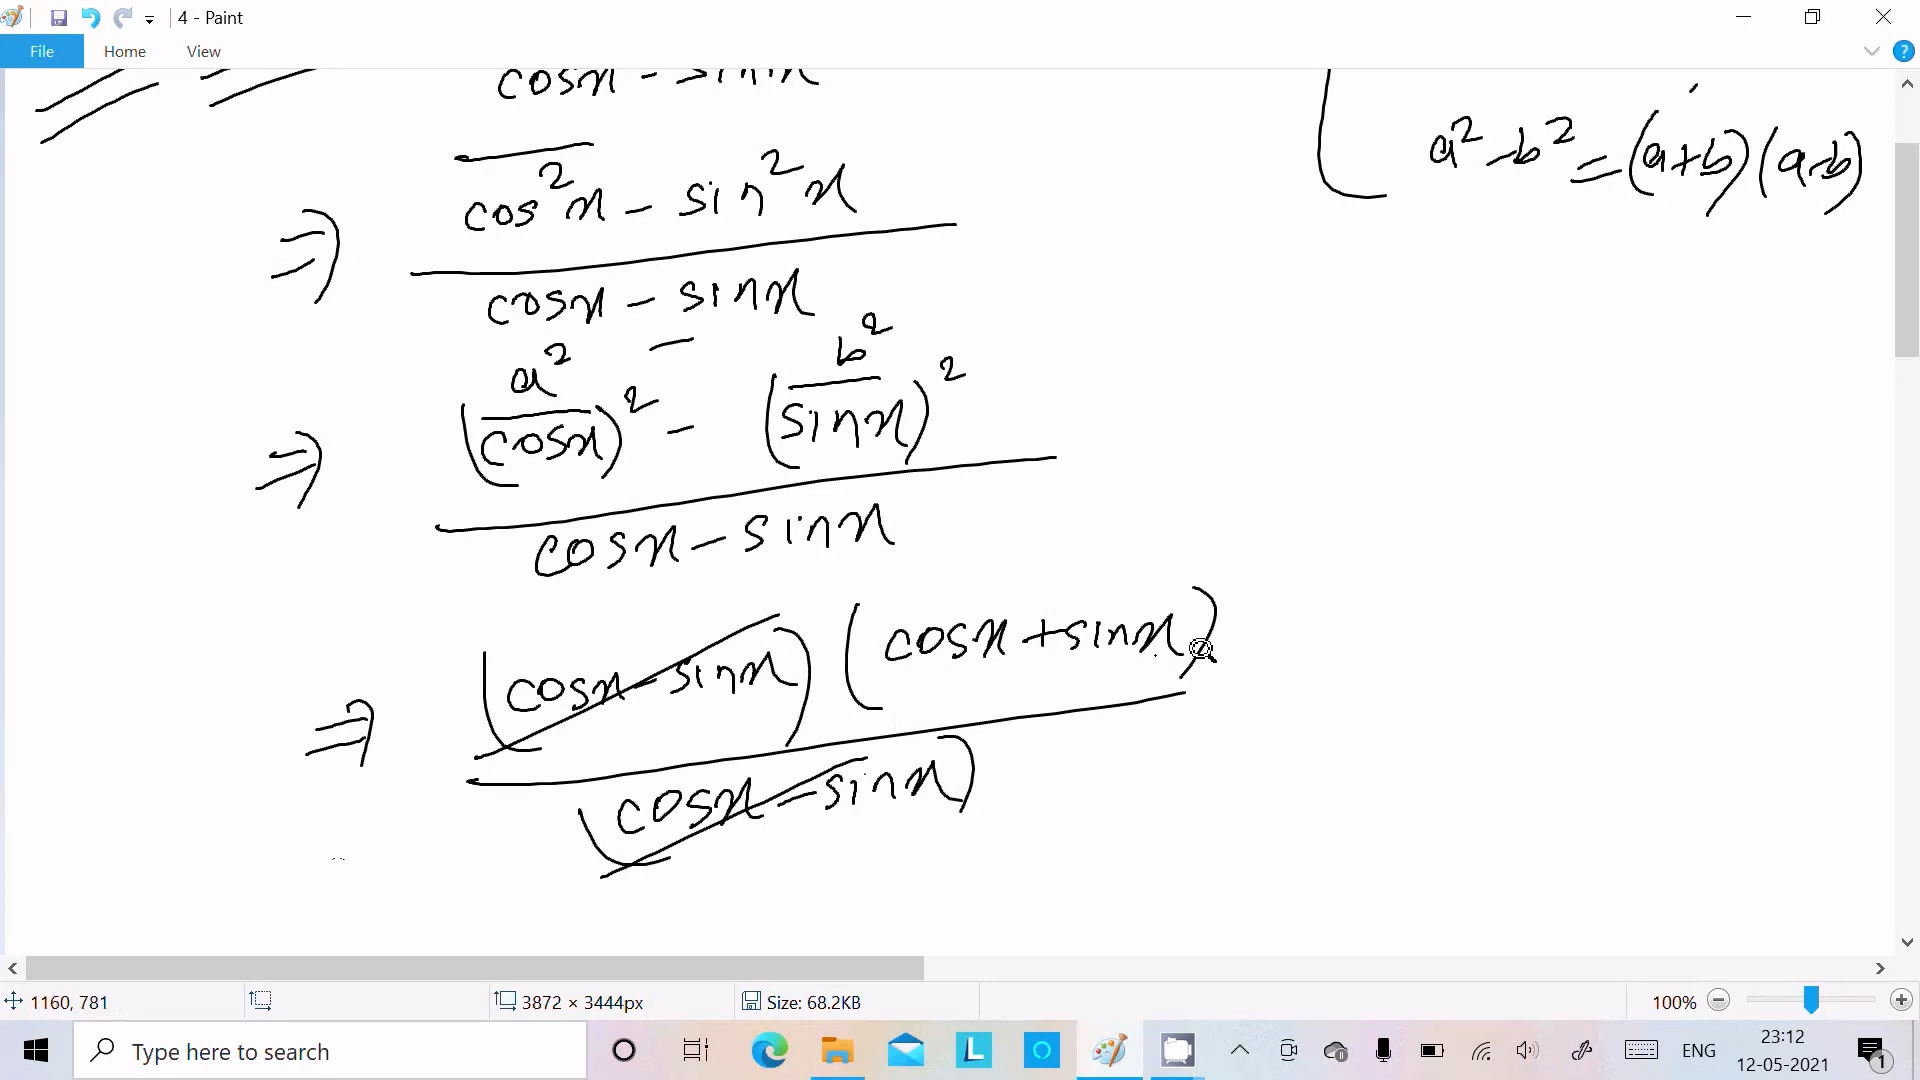 4 - Paint
File Home View
cosx - sinx
a² - b² = (a+b)(a-b)
⇒ cos²x - sin²x
cosx - sinx
a² b²
⇒ (cosx)² - (sinx)²
cosx - sinx
⇒ (cosx - sinx) (cosx + sinx)
(cosx - sinx)
1160, 781 3872 × 3444px Size: 68.2KB 100%
Type here to search
L
ENG
23:12
12-05-2021
1